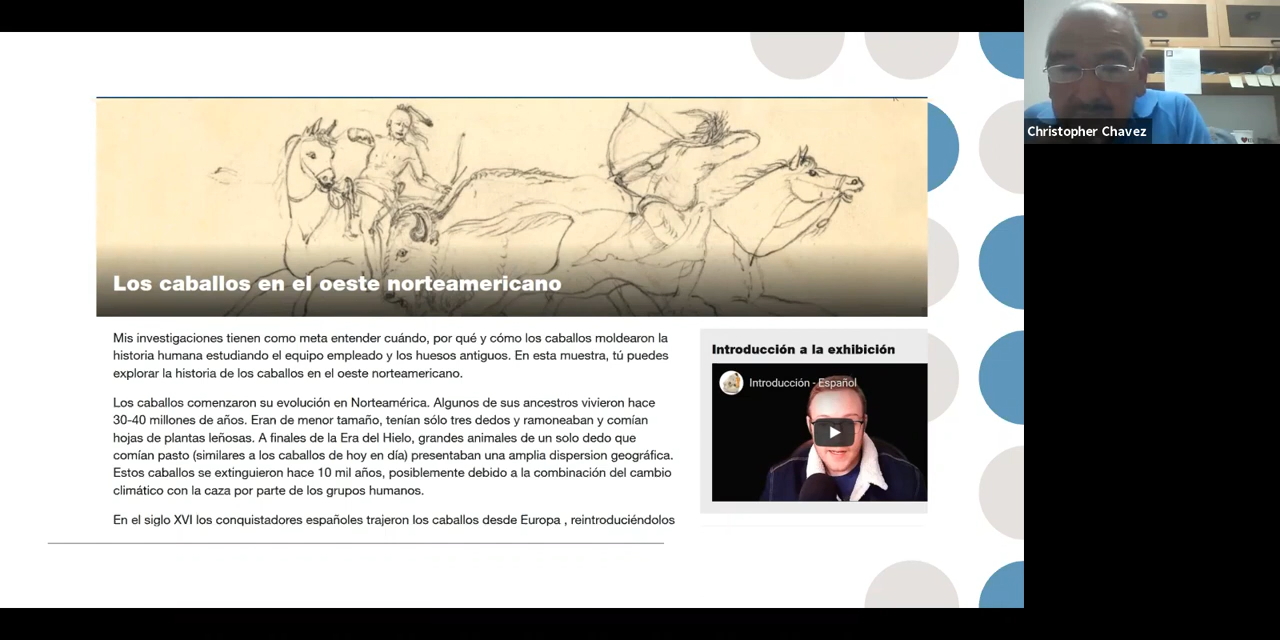 Los caballos en el oeste norteamericano
Mis investigaciones tienen como meta entender cuándo, por qué y cómo los caballos moldearon la
historia humana estudiando el equipo empleado y los huesos antiguos. En esta muestra, tú puedes
explorar la historia de los caballos en el oeste norteamericano.
Los caballos comenzaron su evolución en Norteamérica. Algunos de sus ancestros vivieron hace
30-40 millones de años. Eran de menor tamaño, tenían sólo tres dedos y ramoneaban y comían
hojas de plantas leñosas. A finales de la Era del Hielo, grandes animales de un solo dedo que
comían pasto (similares a los caballos de hoy en día) presentaban una amplia dispersion geográfica.
Estos caballos se extinguieron hace 10 mil años, posiblemente debido a la combinación del cambio
climático con la caza por parte de los grupos humanos.
En el siglo XVI los conquistadores españoles trajeron los caballos desde Europa , reintroduciéndolos
Introducción a la exhibición
Introducción - Español
Christopher Chavez